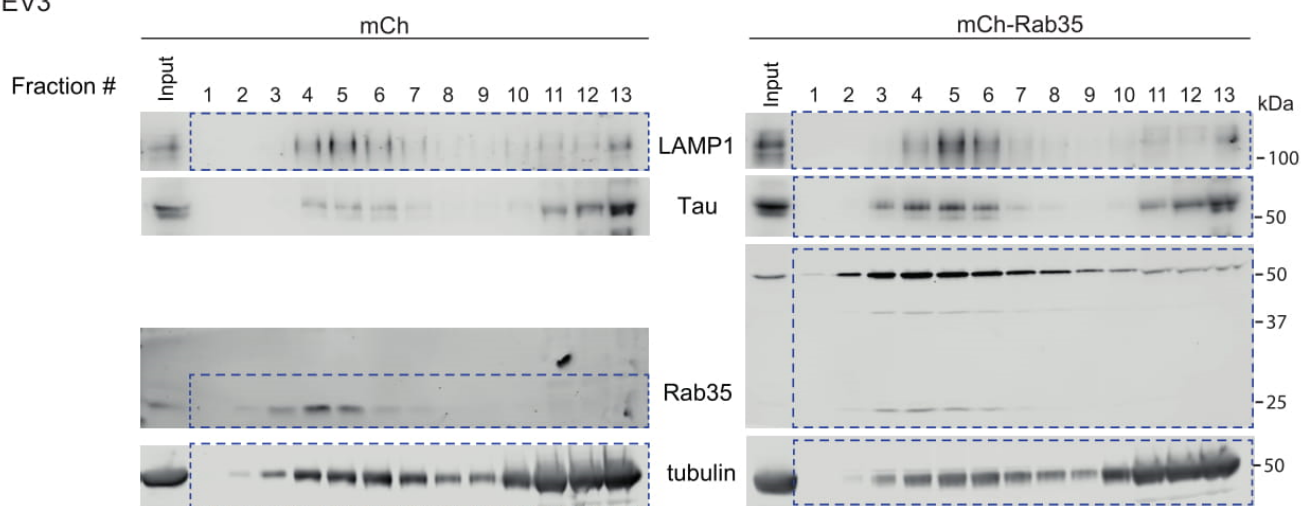 EV3
mCh
mCh-Rab35
Fraction #
Input 1 2 3 4 5 6 7 8 9 10 11 12 13
Input 1 2 3 4 5 6 7 8 9 10 11 12 13
kDa
LAMP1
100
Tau
50
50
37
Rab35
25
tubulin
50